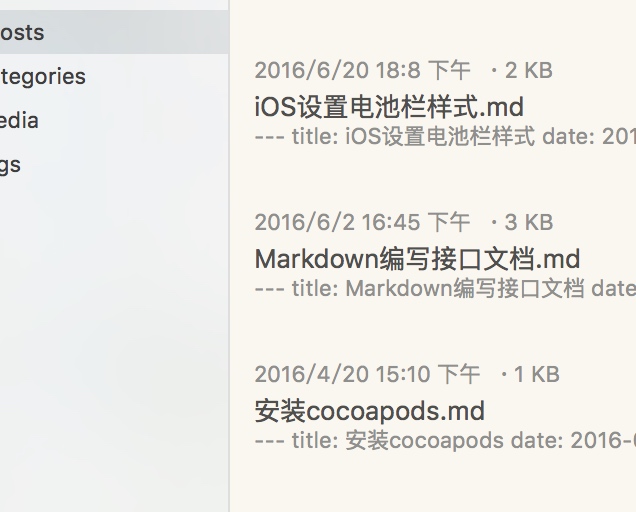 osts
tegories
edia
gs
2016/6/20 18:8 下午 · 2 KB
iOS设置电池栏样式.md
--- title: iOS设置电池栏样式 date: 201
2016/6/2 16:45 下午 · 3 KB
Markdown编写接口文档.md
--- title: Markdown编写接口文档 date
2016/4/20 15:10 下午 · 1 KB
安装cocoapods.md
--- title: 安装cocoapods date: 2016-0